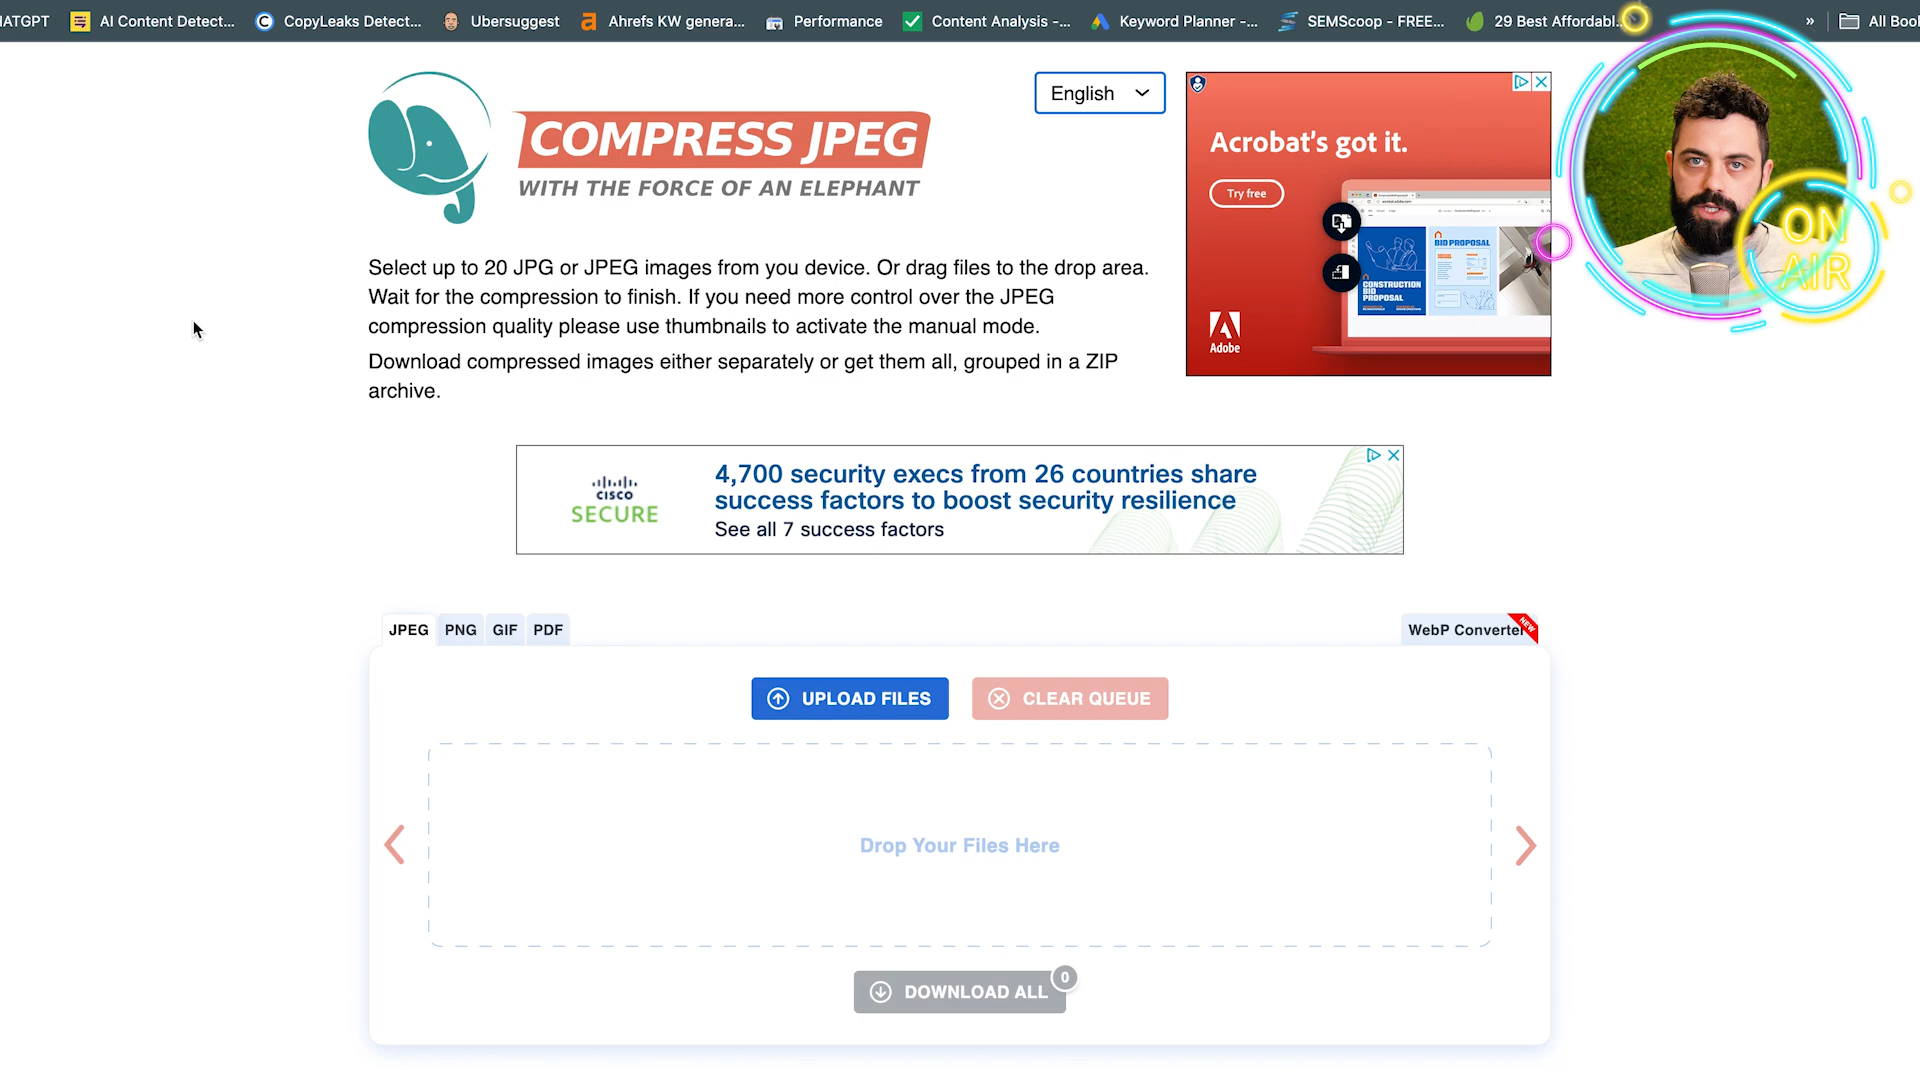 HATGPT
AI Content Detect...
CopyLeaks Detect...
Ubersuggest
Ahrefs KW genera...
Performance
Content Analysis -...
Keyword Planner -...
SEMScoop - FREE...
29 Best Affordabl...
»
All Book
COMPRESS JPEG
WITH THE FORCE OF AN ELEPHANT
English
Acrobat's got it.
Try free
BID PROPOSAL
CONSTRUCTION
BID
PROPOSAL
Adobe
ON
AIR
Select up to 20 JPG or JPEG images from you device. Or drag files to the drop area.
Wait for the compression to finish. If you need more control over the JPEG
compression quality please use thumbnails to activate the manual mode.
Download compressed images either separately or get them all, grouped in a ZIP
archive.
CISCO
SECURE
4,700 security execs from 26 countries share
success factors to boost security resilience
See all 7 success factors
JPEG
PNG
GIF
PDF
WebP Converter
NEW
UPLOAD FILES
CLEAR QUEUE
Drop Your Files Here
DOWNLOAD ALL
0